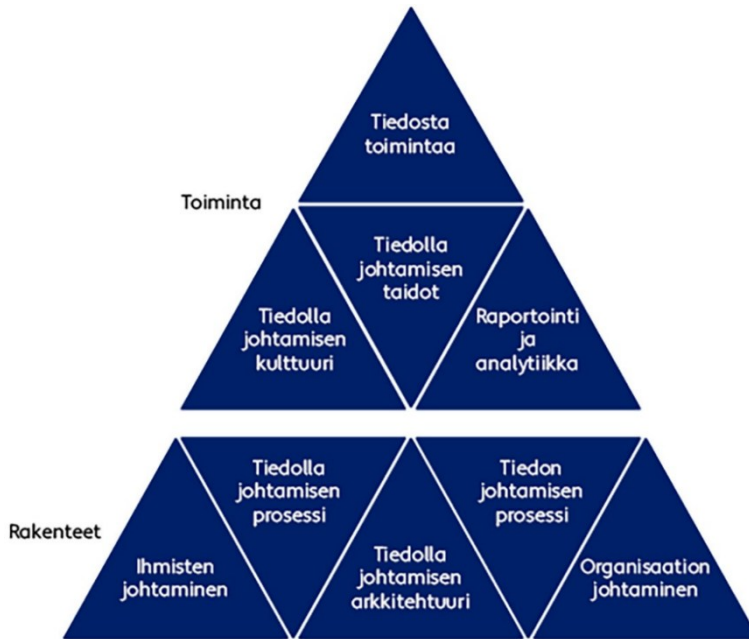 Tiedosta
toimintaa
Toiminta
Tiedolla
johtamisen
taidot
Tiedolla
johtamisen
kulttuuri
Raportointi
ja
analytiikka
Rakenteet
Ihmisten
johtaminen
Tiedolla
johtamisen
prosessi
Tiedolla
johtamisen
arkkitehtuuri
Tiedon
johtamisen
prosessi
Organisaation
johtaminen